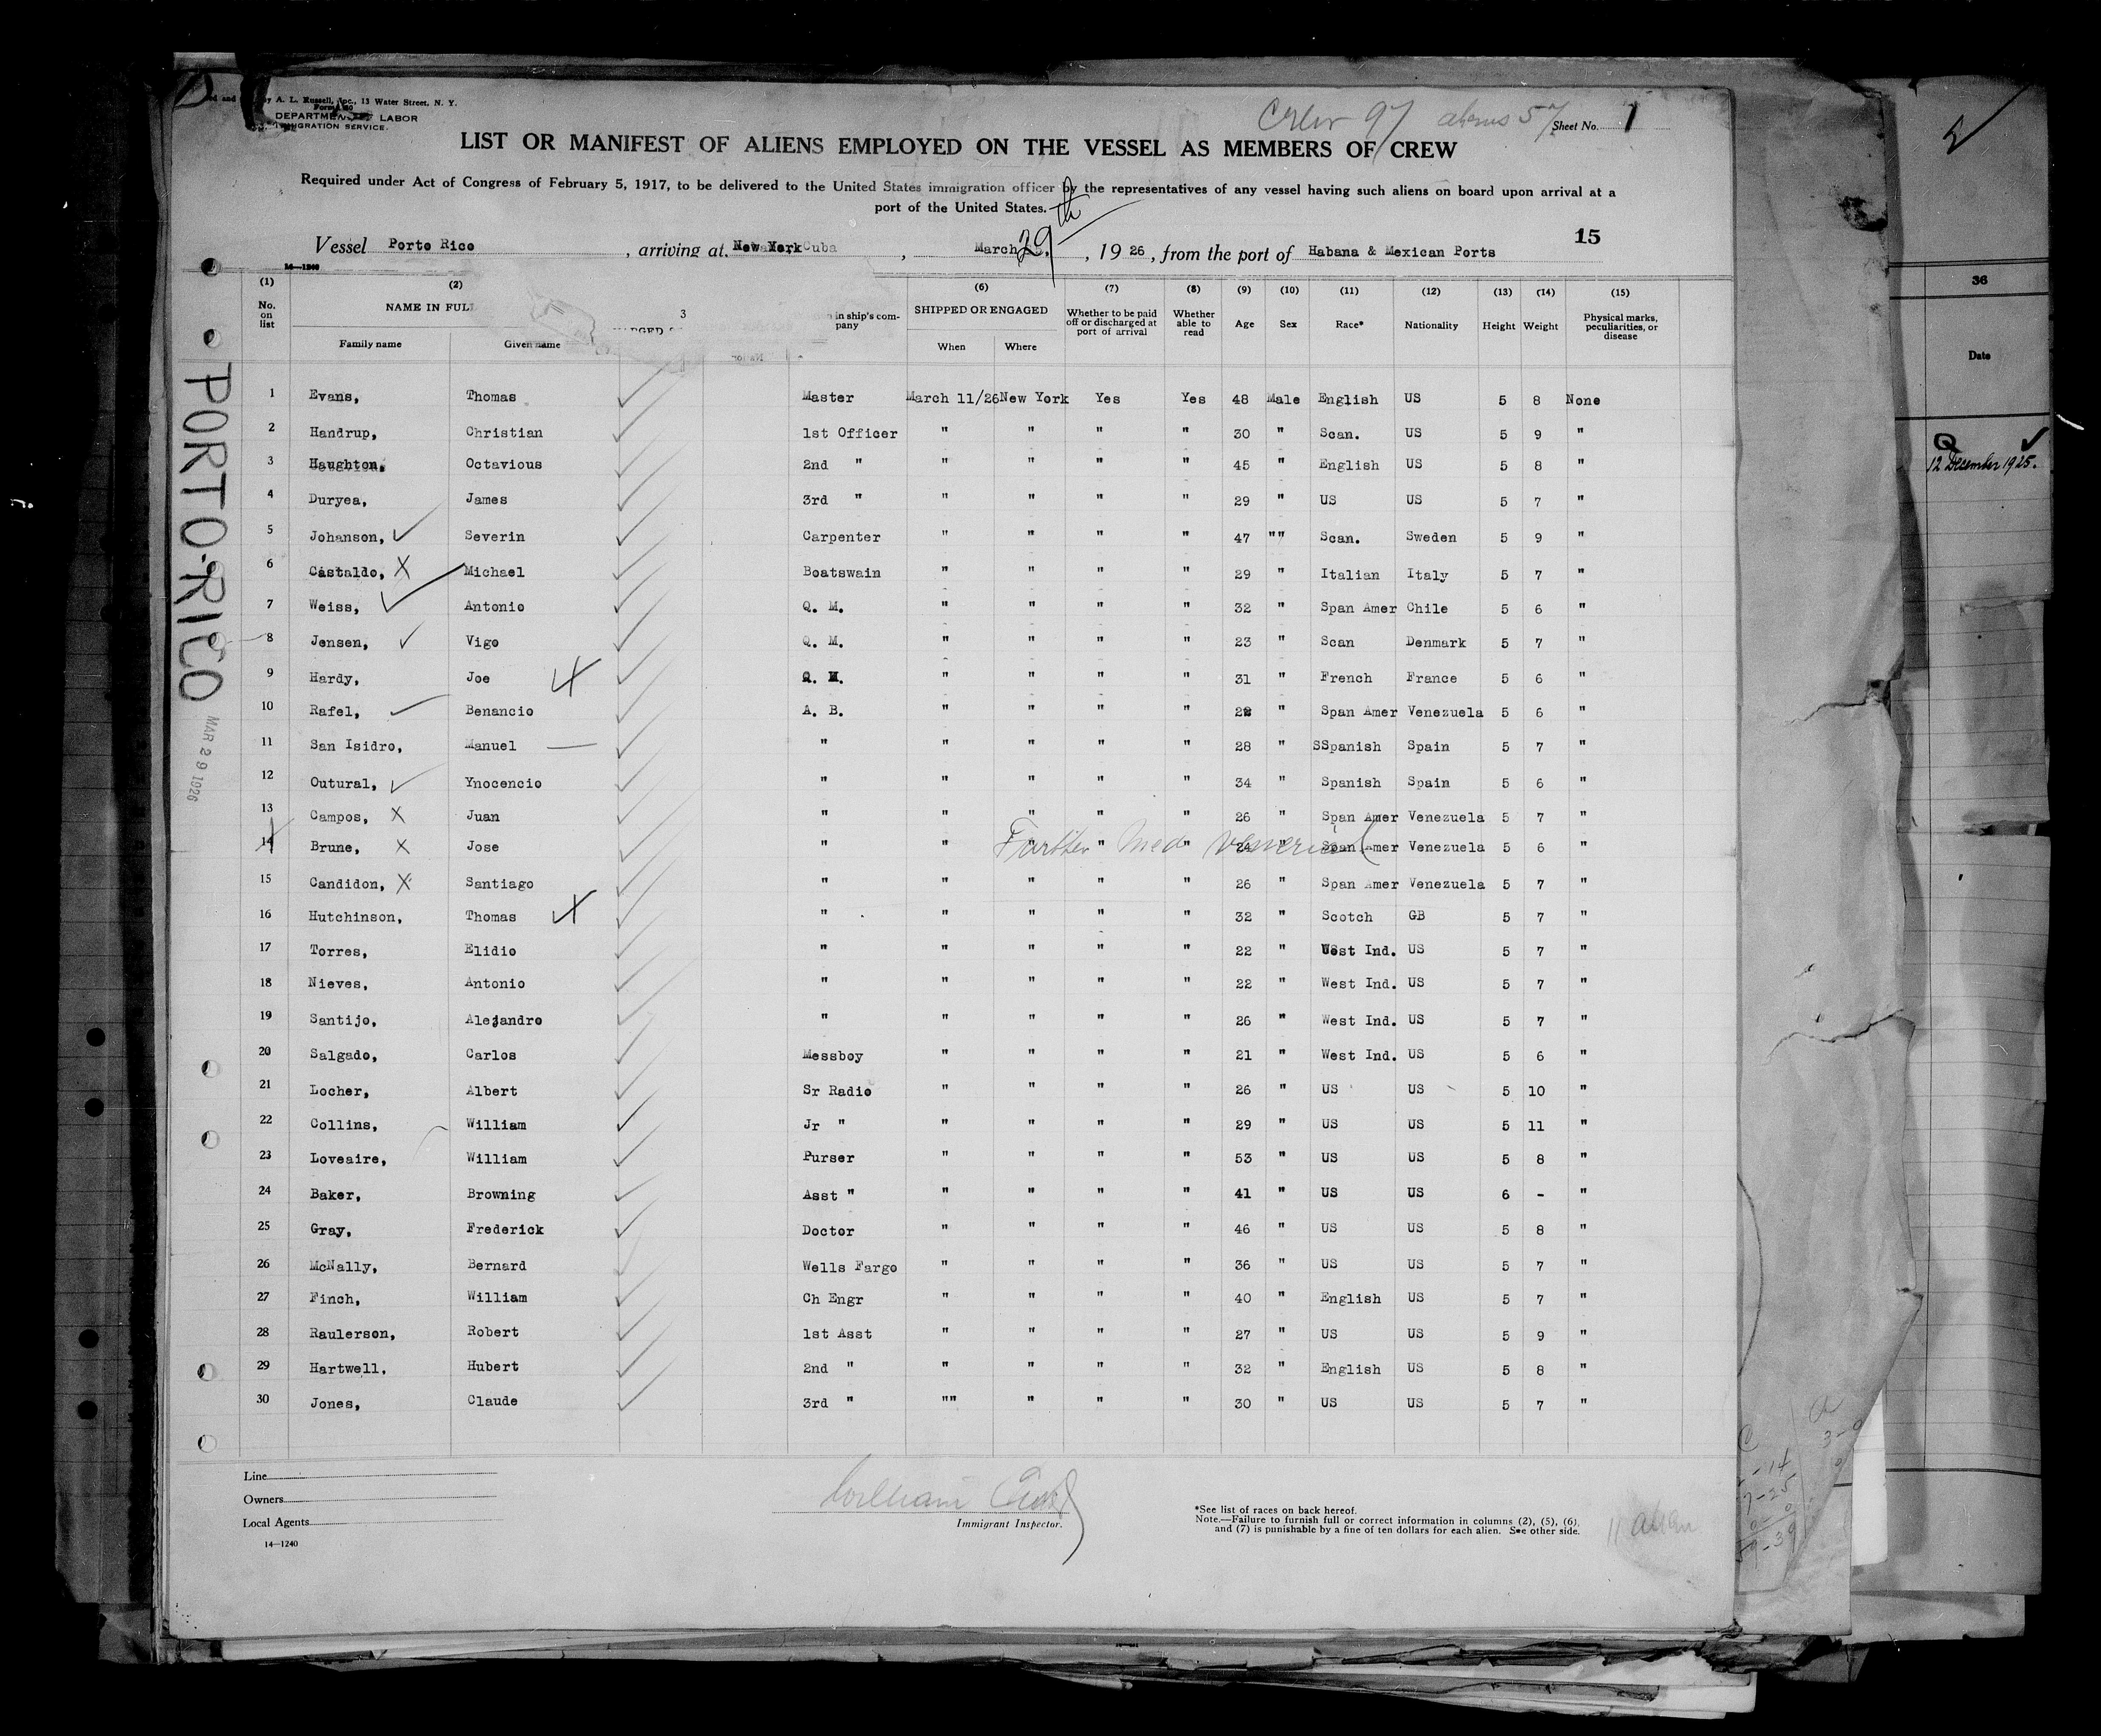 by A. L. Russell, Inc., 13 Water Street, N. Y.
DEPARTMENT LABOR
IMMIGRATION SERVICE.
Crew 97 aliens 57
Sheet No. 1
LIST OR MANIFEST OF ALIENS EMPLOYED ON THE VESSEL AS MEMBERS OF CREW
Required under Act of Congress of February 5, 1917, to be delivered to the United States immigration officer by the representatives of any vessel having such aliens on board upon arrival at a
port of the United States.
15
Vessel Porto Rico, arriving at New York, March 29th, 1926, from the port of Habana & Mexican Ports
14—1240
(1) (2) 3 (6) (7) (8) (9) (10) (11) (12) (13) (14) (15)
No. on list NAME IN FULL in ship's company SHIPPED OR ENGAGED Whether to be paid off or discharged at port of arrival Whether able to read Age Sex Race* Nationality Height Weight Physical marks, peculiarities, or disease
Family name Given name When Where
1 Evans, Thomas Master March 11/26 New York Yes Yes 48 Male English US 5 8 None
2 Handrup, Christian 1st Officer " " " " 30 " Scan. US 5 9 "
3 Haughton, Octavious 2nd " " " " " 45 " English US 5 8 "
4 Duryea, James 3rd " " " " " 29 " US US 5 7 "
5 Johanson, Severin Carpenter " " " " 47 "" Scan. Sweden 5 9 "
6 Castaldo, X Michael Boatswain " " " " 29 " Italian Italy 5 7 "
7 Weiss, Antonio Q. M. " " " " 32 " Span Amer Chile 5 6 "
8 Jensen, Vigo Q. M. " " " " 23 " Scan Denmark 5 7 "
9 Hardy, Joe Q. M. " " " " 31 " French France 5 6 "
10 Rafel, Benancio A. B. " " " " 28 " Span Amer Venezuela 5 6 "
11 San Isidro, Manuel " " " " " 28 " SSpanish Spain 5 7 "
12 Outural, Ynocencio " " " " " 34 " Spanish Spain 5 6 "
13 Campos, X Juan " " " " " 26 " Span Amer Venezuela 5 7 "
14 Brune, X Jose " " " " " " Span Amer Venezuela 5 6 "
Further Med venereal
15 Candidon, X Santiago " " " " " 26 " Span Amer Venezuela 5 7 "
16 Hutchinson, Thomas " " " " " 32 " Scotch GB 5 7 "
17 Torres, Elidio " " " " " 22 " West Ind. US 5 7 "
18 Nieves, Antonio " " " " " 22 " West Ind. US 5 7 "
19 Santijo, Alejandro " " " " " 26 " West Ind. US 5 7 "
20 Salgado, Carlos Messboy " " " " 21 " West Ind. US 5 6 "
21 Locher, Albert Sr Radio " " " " 26 " US US 5 10 "
22 Collins, William Jr " " " " " 29 " US US 5 11 "
23 Loveaire, William Purser " " " " 53 " US US 5 8 "
24 Baker, Browning Asst " " " " " 41 " US US 6 - "
25 Gray, Frederick Doctor " " " " 46 " US US 5 8 "
26 McNally, Bernard Wells Fargo " " " " 36 " US US 5 7 "
27 Finch, William Ch Engr " " " " 40 " English US 5 7 "
28 Raulerson, Robert 1st Asst " " " " 27 " US US 5 9 "
29 Hartwell, Hubert 2nd " " " " " 32 " English US 5 8 "
30 Jones, Claude 3rd " "" " " " 30 " US US 5 7 "
PORTO-RICO
MAR 29 1926
Line
Owners
Local Agents
14—1240
William
Immigrant Inspector.
*See list of races on back hereof.
Note.—Failure to furnish full or correct information in columns (2), (5), (6),
and (7) is punishable by a fine of ten dollars for each alien. See other side.
11 alien
36
Date
12 December 1925.